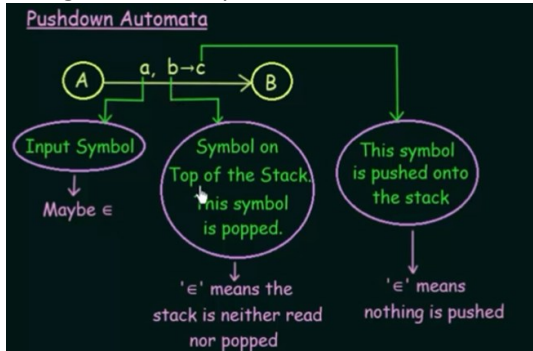 Pushdown Automata
A
a, b→c
B
Input Symbol
Maybe ∈
Symbol on
Top of the Stack.
This symbol
is popped.
'∈' means the
stack is neither read
nor popped
This symbol
is pushed onto
the stack
'∈' means
nothing is pushed